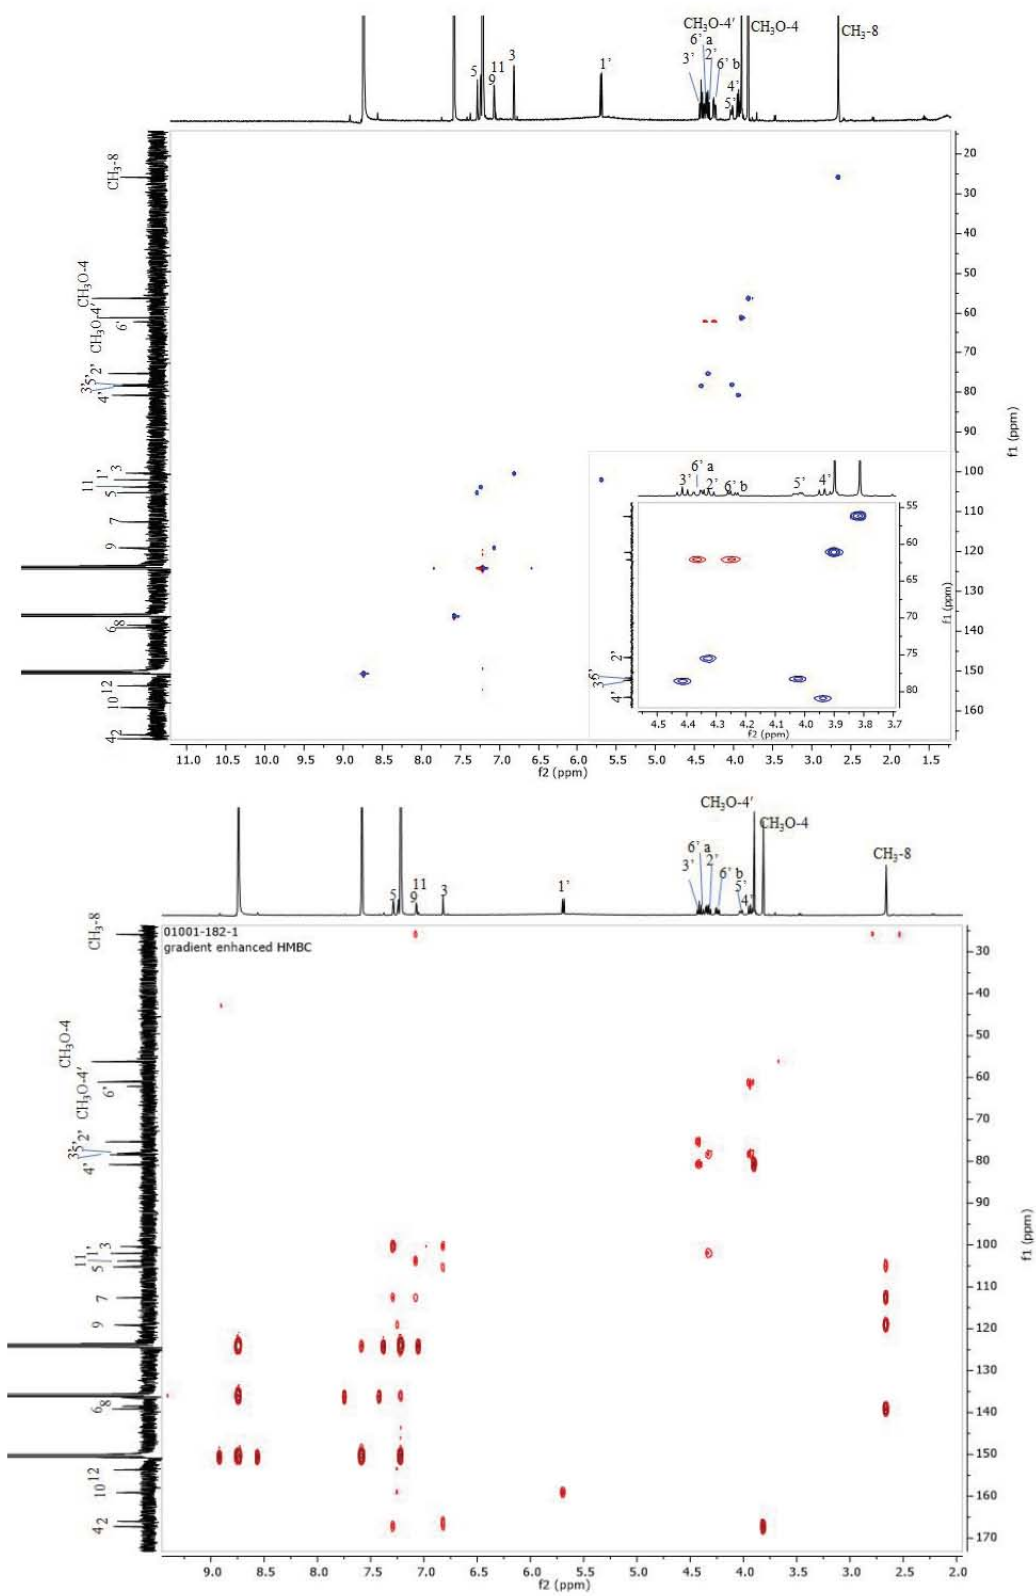 CH₃O-4' CH₃O-4
CH₃-8
6' a
3
2'
5 11
3' 6' b
9
1'
4'
5'
CH₃-8
CH₃O-4
CH₃O-4'
6'
3'5'2'
4'
11 1' 3
5
7
9
6 8
10 12
4 2
20
30
40
50
60
70
80
90
100
110
120
130
140
150
160
f1 (ppm)
11.0 10.5 10.0 9.5 9.0 8.5 8.0 7.5 7.0 6.5 6.0 5.5 5.0 4.5 4.0 3.5 3.0 2.5 2.0 1.5
f2 (ppm)
6' a
3' 2' 6' b 5' 4'
2'
3' 5'
4'
55
60
65
70
75
80
f1 (ppm)
4.5 4.4 4.3 4.2 4.1 4.0 3.9 3.8 3.7
f2 (ppm)
CH₃O-4'
CH₃O-4
CH₃-8
6' a
3' 2'
6' b
5 11 3 1' 5'
9 4'
01001-182-1
gradient enhanced HMBC
CH₃-8
CH₃O-4
CH₃O-4'
6'
3'5'2'
4'
11 1' 3
5
7
9
6 8
10 12
4 2
30
40
50
60
70
80
90
100
110
120
130
140
150
160
170
f1 (ppm)
9.0 8.5 8.0 7.5 7.0 6.5 6.0 5.5 5.0 4.5 4.0 3.5 3.0 2.5 2.0
f2 (ppm)